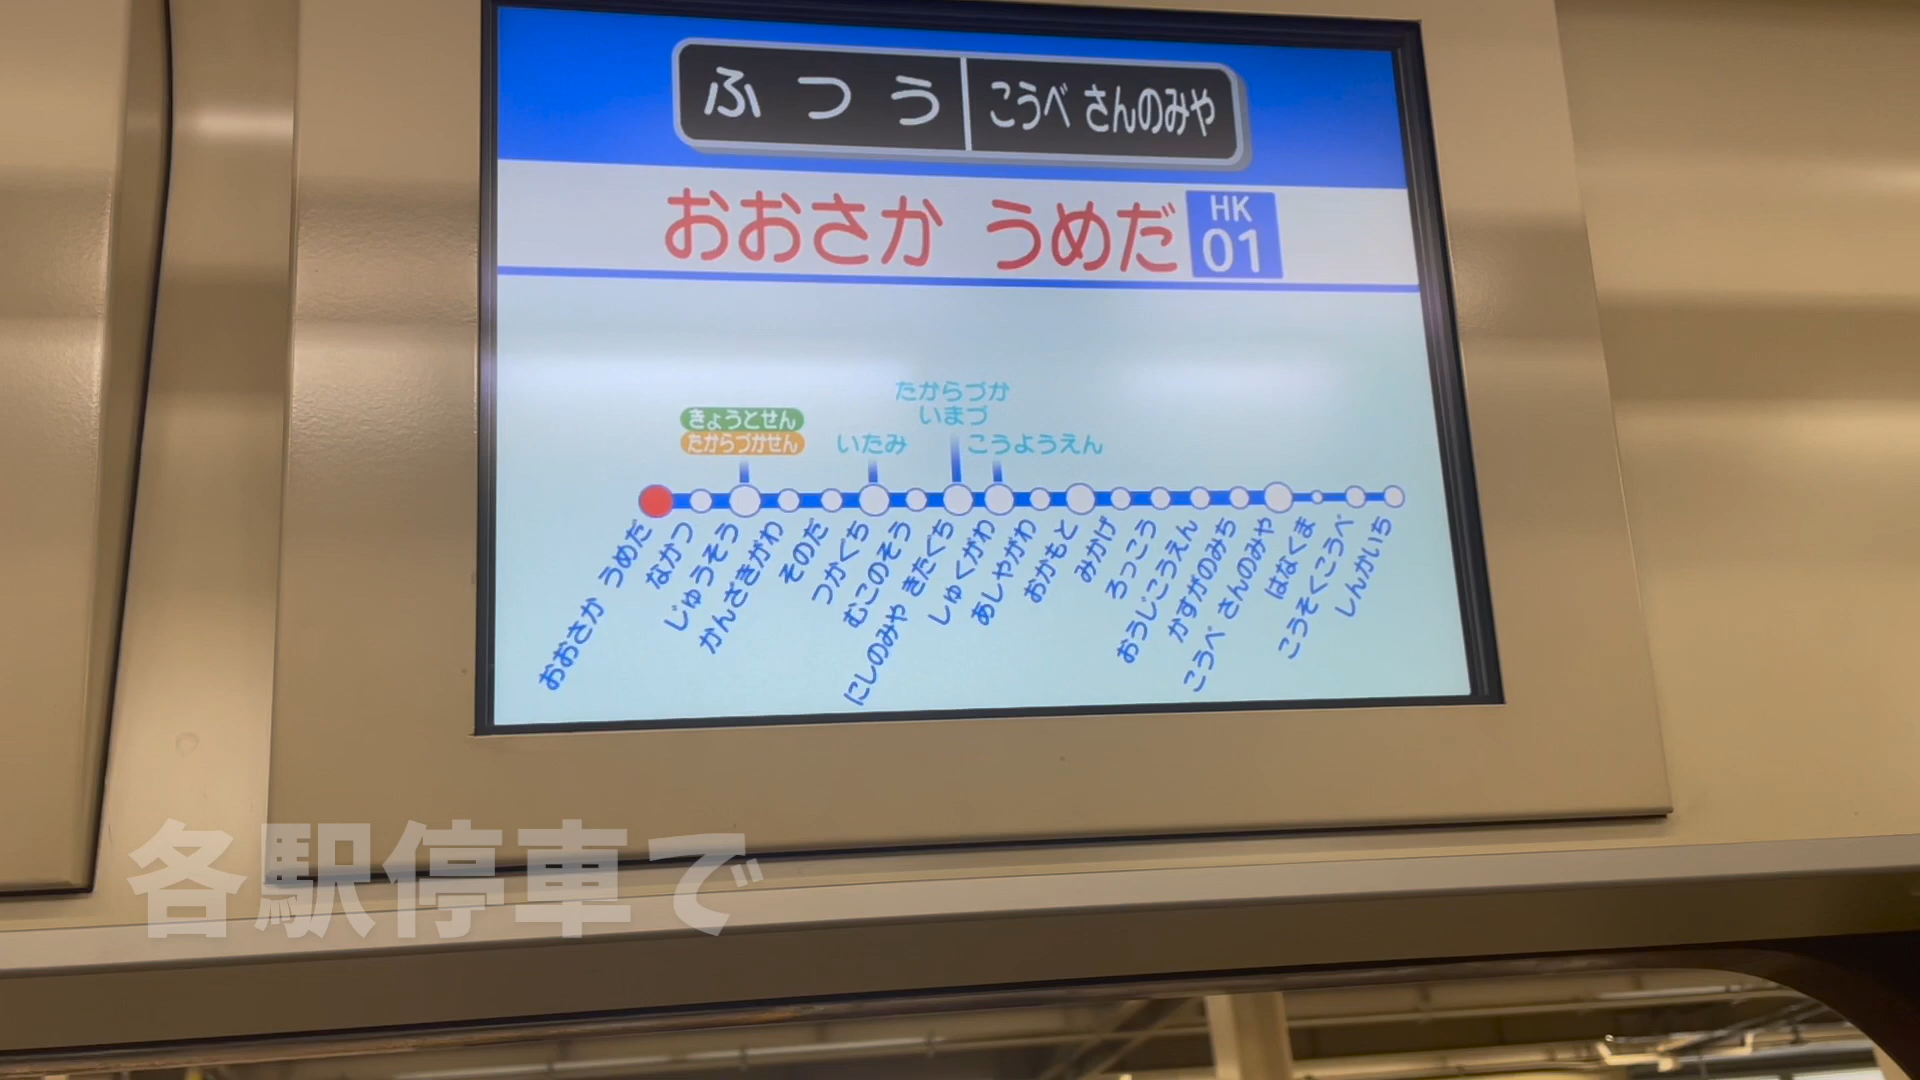 ふつう
こうべ さんのみや
おおさか うめだ
HK
01
たからづか
いまづ
きょうとせん
たからづかせん
いたみ
こうようえん
おおさか うめだ
なかつ
じゅうそう
かんざきがわ
そのだ
つかぐち
むこのそう
にしのみや きたぐち
しゅくがわ
あしやがわ
おかもと
みかげ
ろっこう
おうじこうえん
かすがのみち
こうべ さんのみや
はなくま
こうそくこうべ
しんかいち
各駅停車で